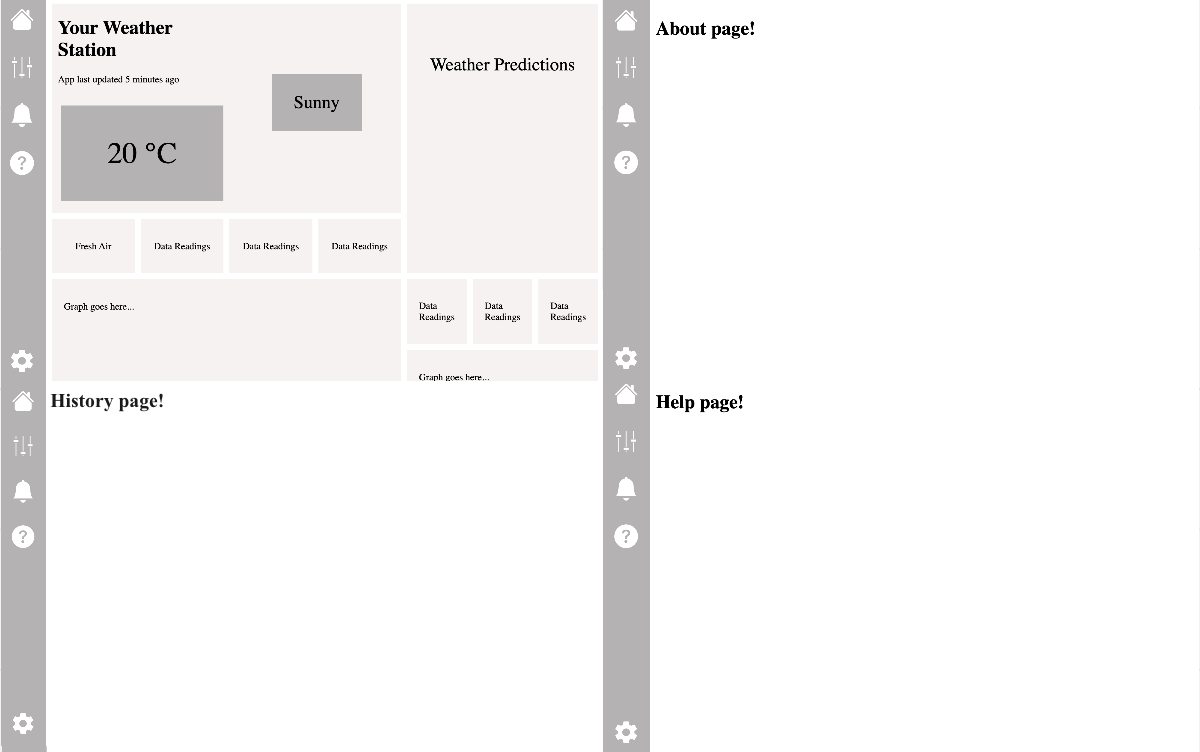 Your Weather
Station
App last updated 5 minutes ago
20 °C
Sunny
Weather Predictions
Fresh Air
Data Readings
Data Readings
Data Readings
Graph goes here...
Data
Readings
Data
Readings
Data
Readings
Graph goes here...
?
About page!
?
History page!
?
Help page!
?